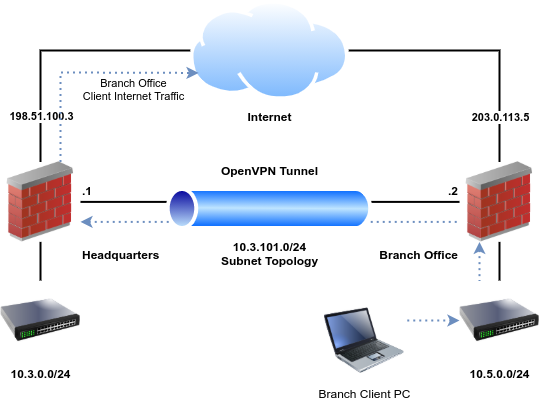 Branch Office
Client Internet Traffic
Internet
198.51.100.3
203.0.113.5
OpenVPN Tunnel
.1
.2
10.3.101.0/24
Subnet Topology
Headquarters
Branch Office
10.3.0.0/24
10.5.0.0/24
Branch Client PC